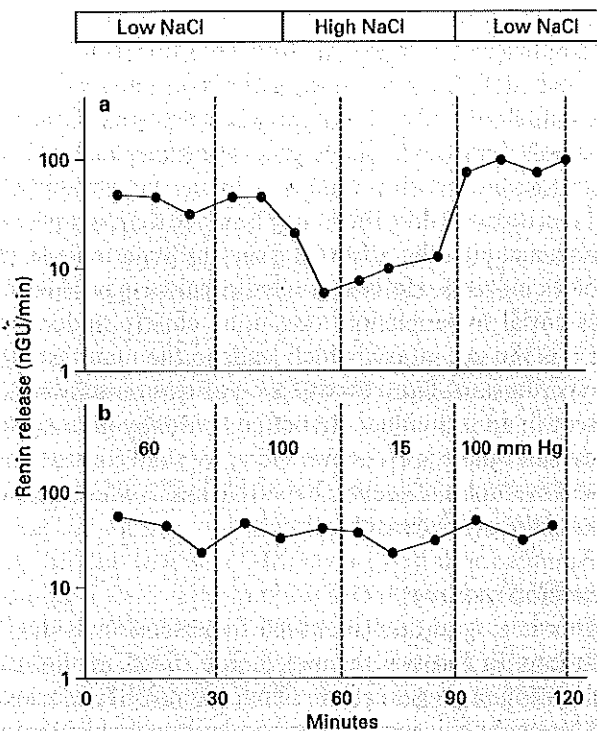 Low NaCl High NaCl Low NaCl
a
100
10
1
Renin release (nGU/min)
b
60 100 15 100 mm Hg
100
10
1
0 30 60 90 120
Minutes